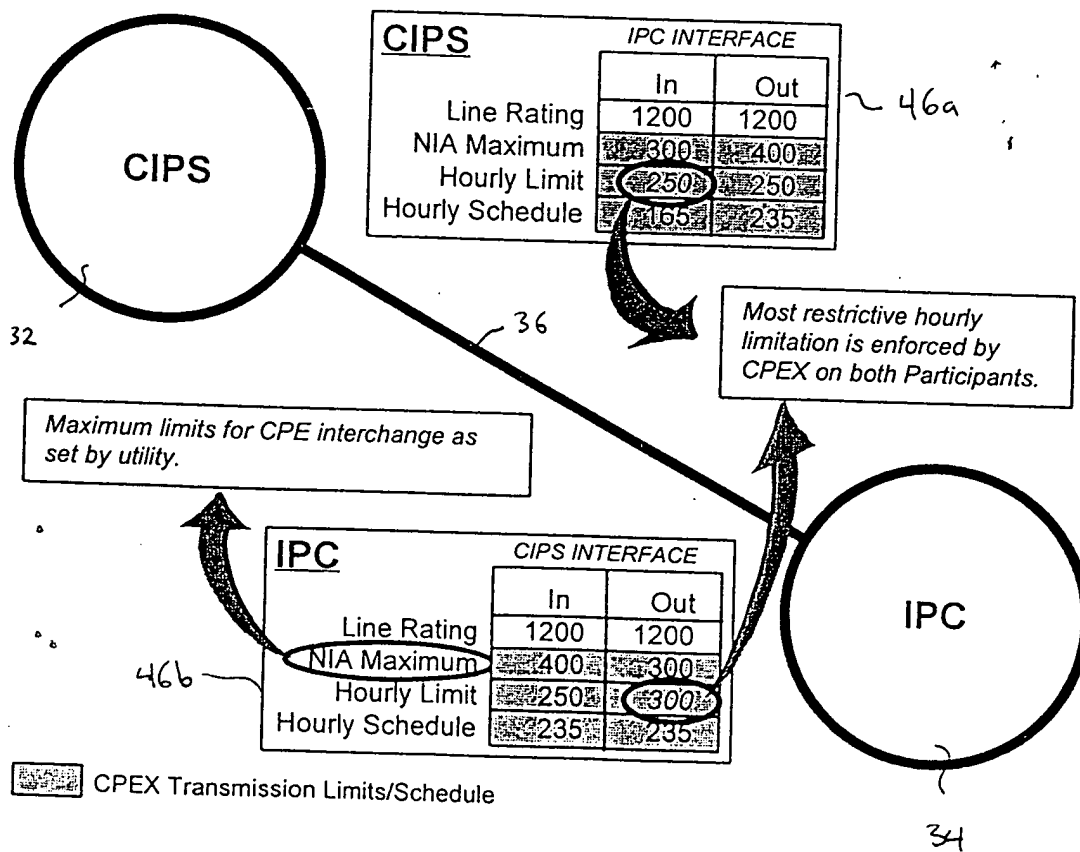 CIPS
IPC INTERFACE
In Out
Line Rating 1200 1200
NIA Maximum 300 400
Hourly Limit 250 250
Hourly Schedule 165 235
46a
CIPS
32
36
Most restrictive hourly
limitation is enforced by
CPEX on both Participants.
Maximum limits for CPE interchange as
set by utility.
IPC
CIPS INTERFACE
In Out
Line Rating 1200 1200
NIA Maximum 400 300
Hourly Limit 250 300
Hourly Schedule 235 235
46b
IPC
34
CPEX Transmission Limits/Schedule